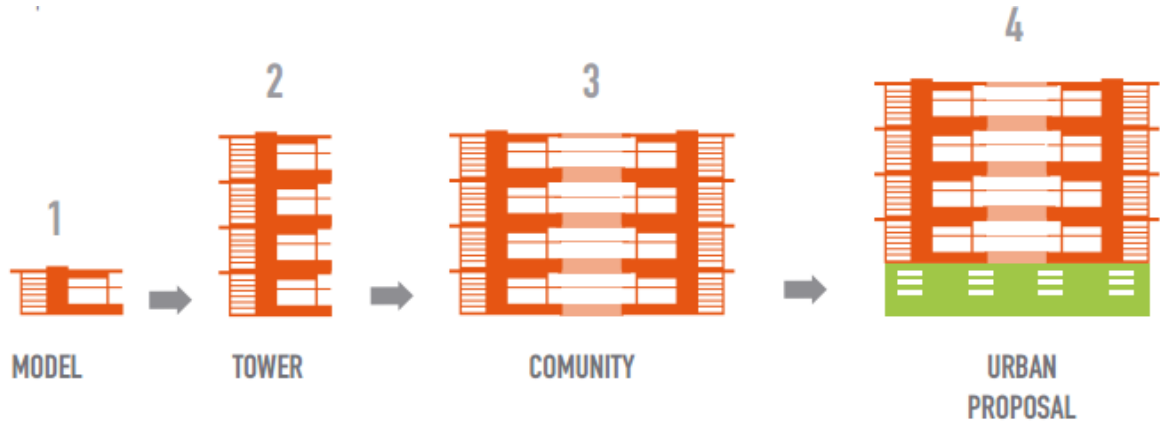 1
2
3
4
MODEL
TOWER
COMUNITY
URBAN
PROPOSAL